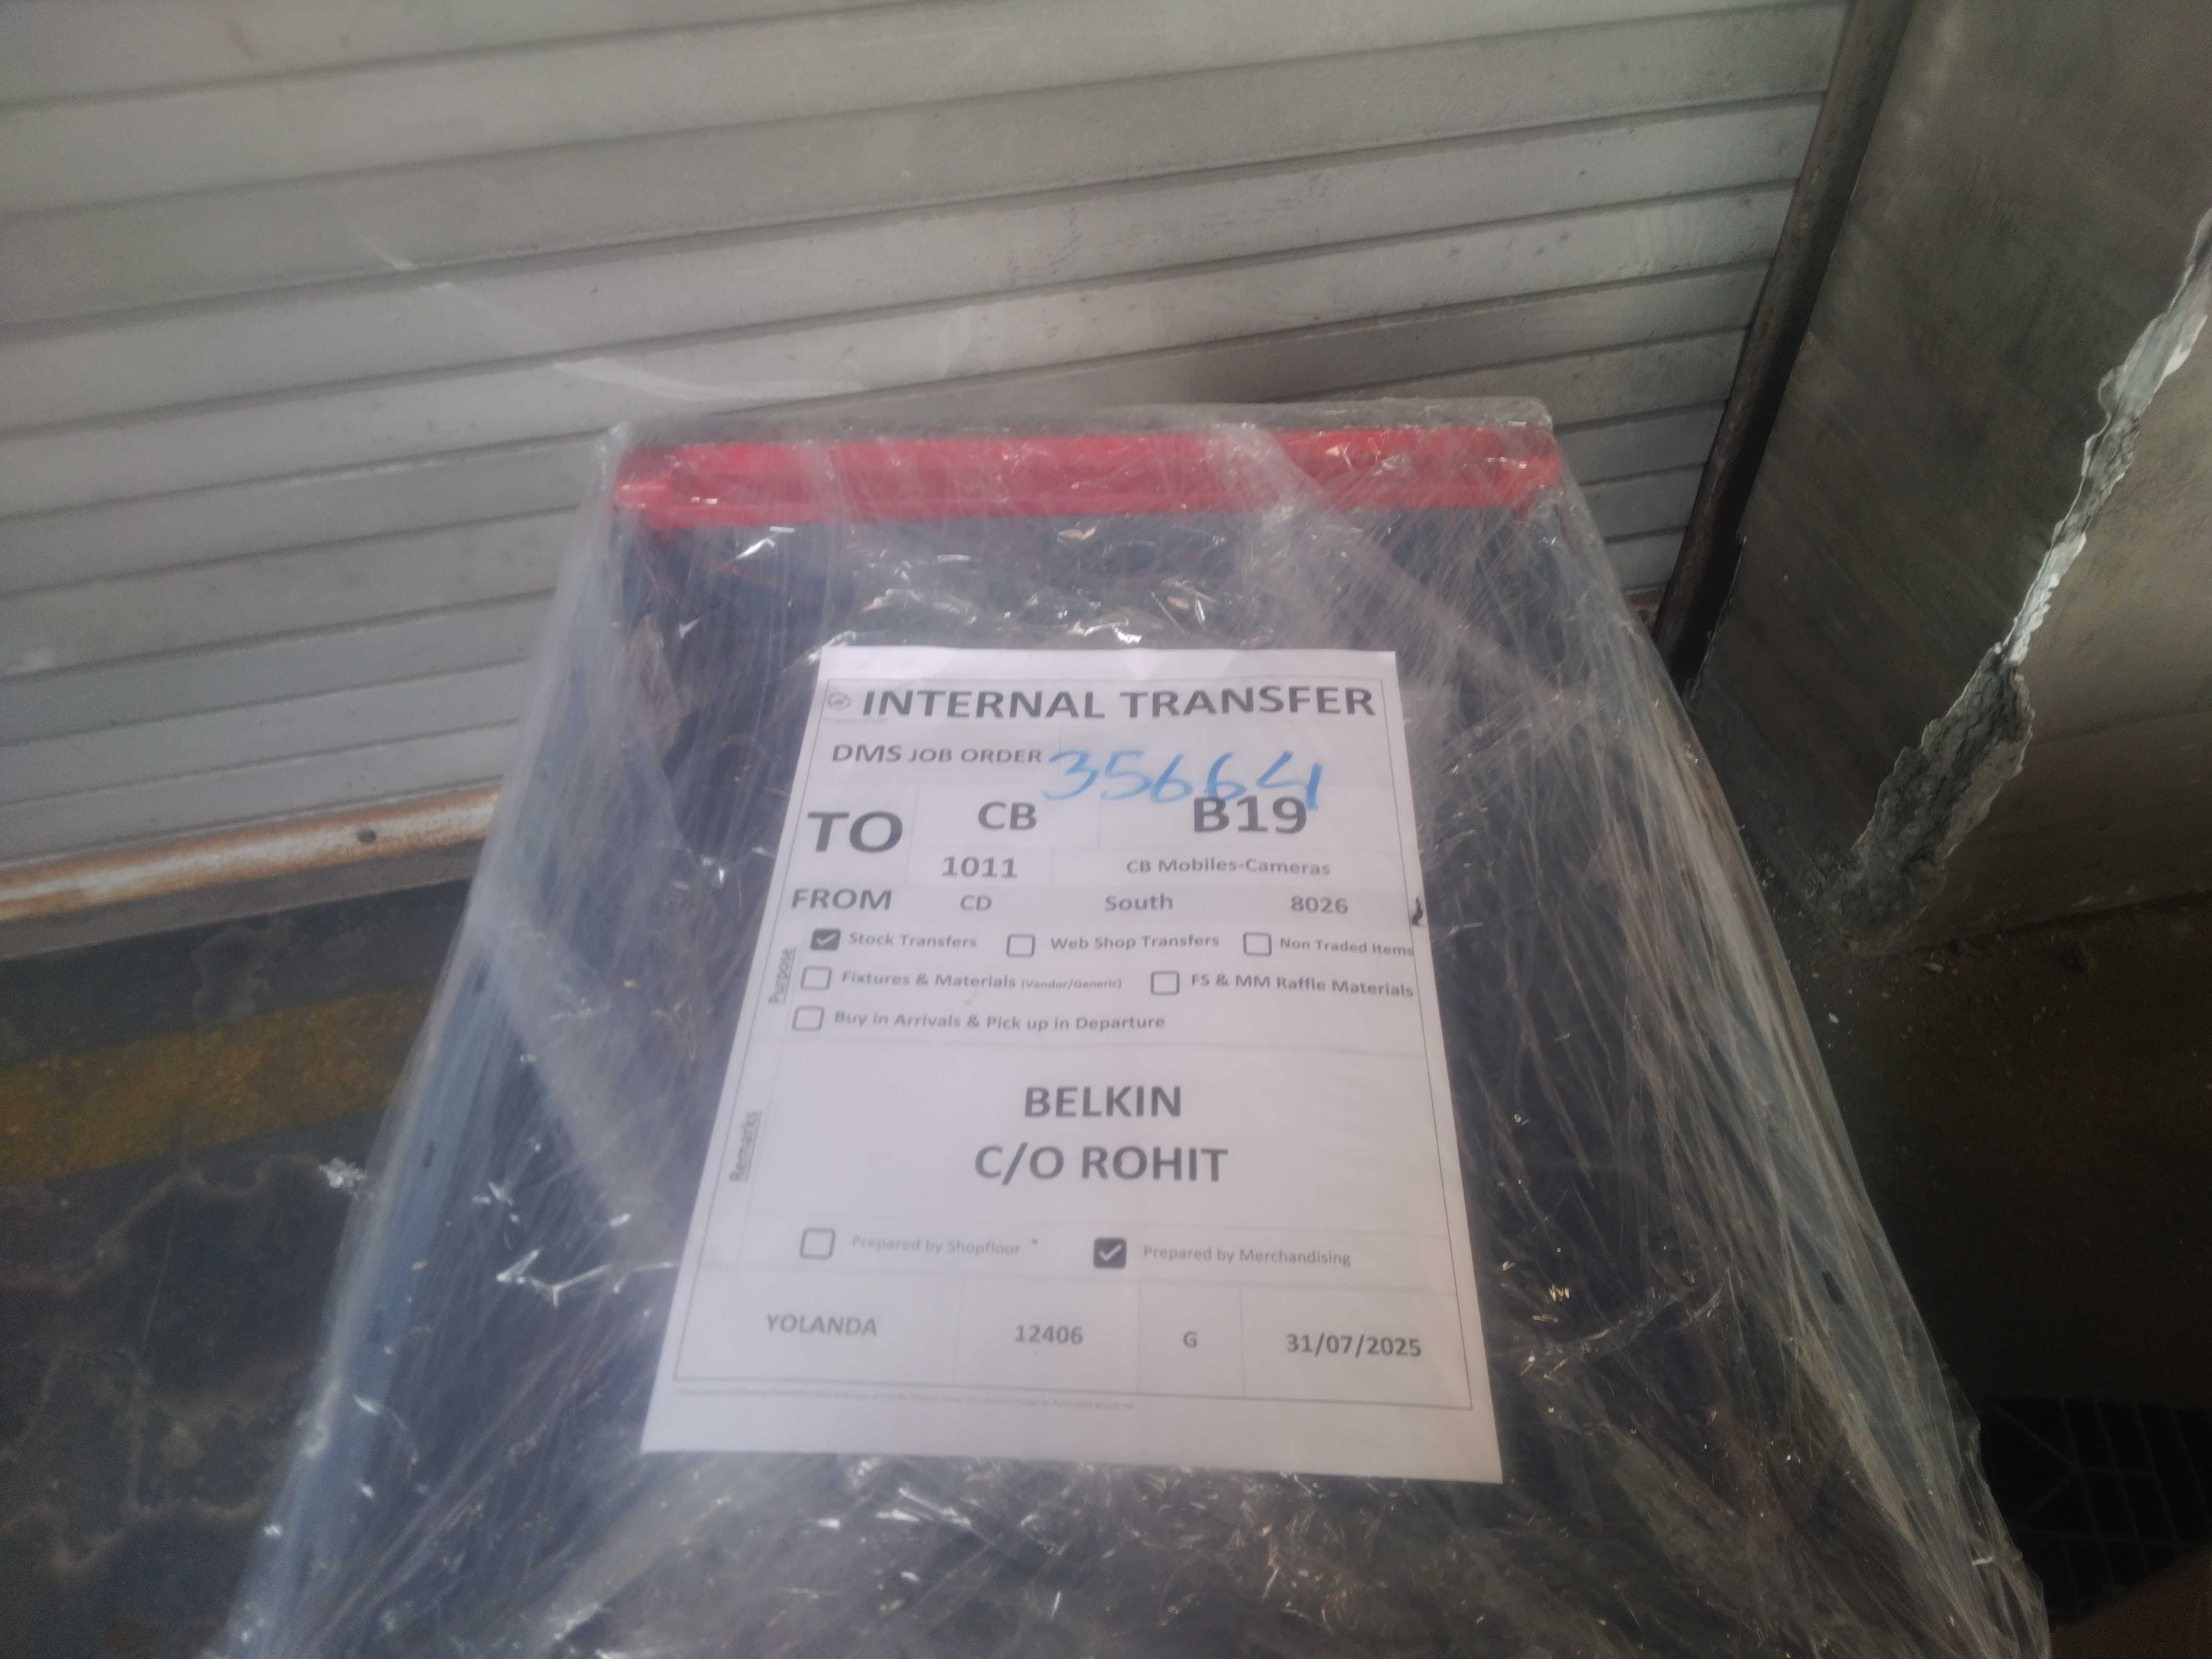 INTERNAL TRANSFER
DMS JOB ORDER 35664
TO CB B19
1011 CB Mobiles-Cameras
FROM CD South 8026
Purpose
Stock Transfers Web Shop Transfers Non Traded Items
Fixtures & Materials (Vendor/Generic) FS & MM Raffle Materials
Buy in Arrivals & Pick up in Departure
Remarks
BELKIN
C/O ROHIT
Prepared by Shopfloor Prepared by Merchandising
YOLANDA 12406 G 31/07/2025